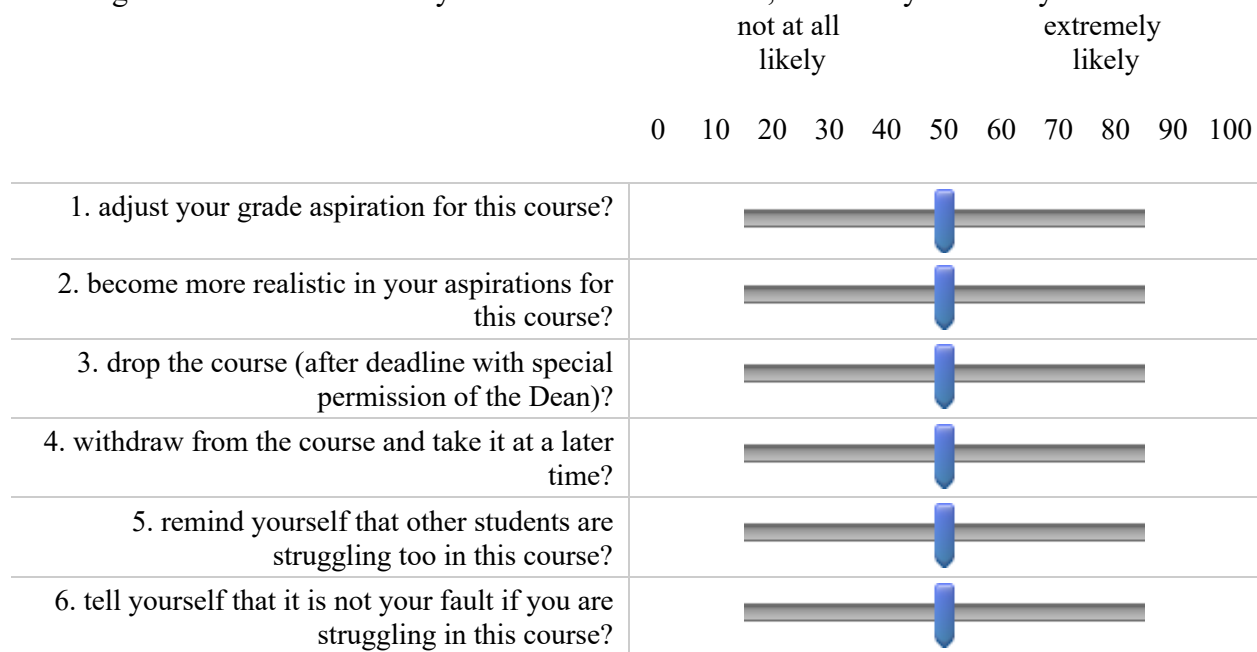 not at all extremely
likely likely
0 10 20 30 40 50 60 70 80 90 100
1. adjust your grade aspiration for this course?
2. become more realistic in your aspirations for
this course?
3. drop the course (after deadline with special
permission of the Dean)?
4. withdraw from the course and take it at a later
time?
5. remind yourself that other students are
struggling too in this course?
6. tell yourself that it is not your fault if you are
struggling in this course?